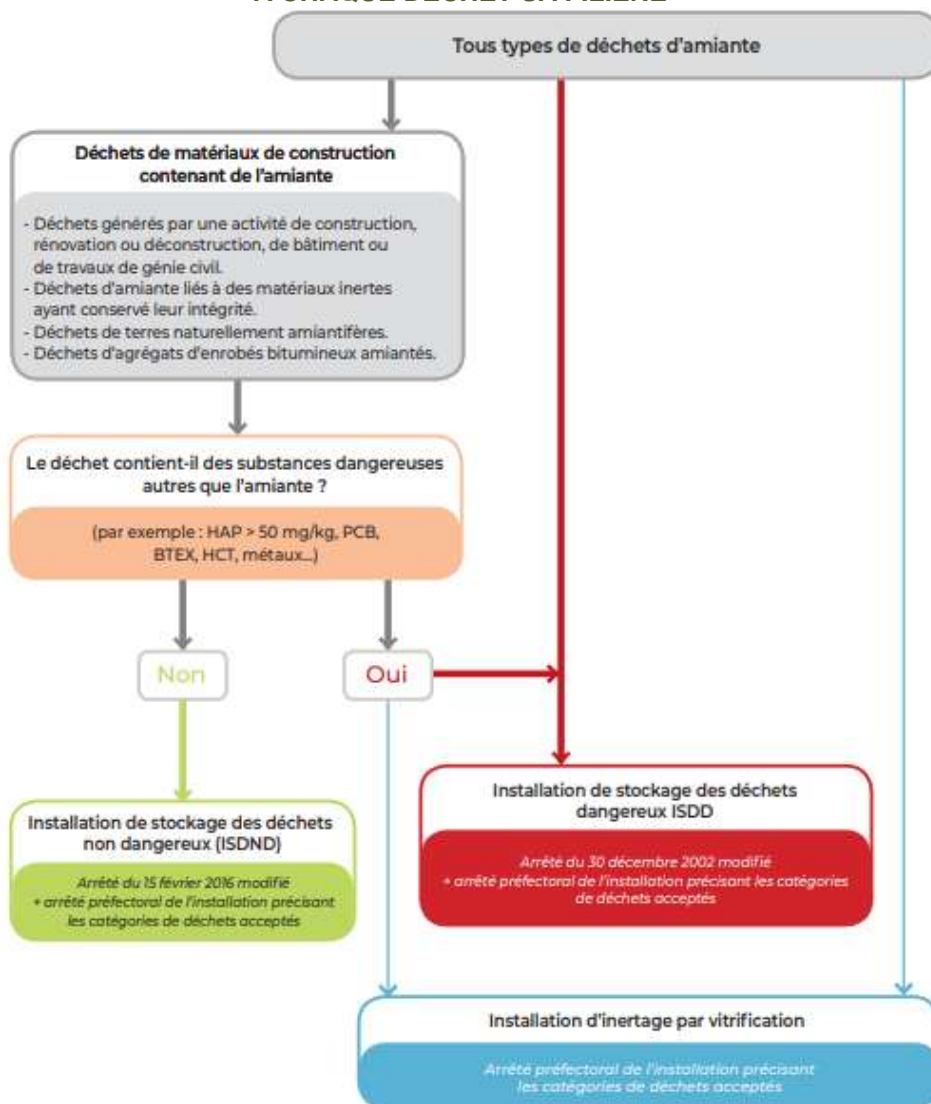 Tous types de déchets d'amiante
Déchets de matériaux de construction
contenant de l'amiante
- Déchets générés par une activité de construction,
rénovation ou déconstruction, de bâtiment ou
de travaux de génie civil.
- Déchets d'amiante liés à des matériaux inertes
ayant conservé leur intégrité.
- Déchets de terres naturellement amiantifères.
- Déchets d'agrégats d'enrobés bitumineux amiantés.
Le déchet contient-il des substances dangereuses
autres que l'amiante ?
(par exemple : HAP > 50 mg/kg, PCB,
BTEX, HCT, métaux...)
Non
Oui
Installation de stockage des déchets
dangereux ISDD
Arrêté du 30 décembre 2002 modifié
+ arrêté préfectoral de l'installation précisant les catégories
de déchets acceptés
Installation de stockage des déchets
non dangereux (ISDND)
Arrêté du 15 février 2016 modifié
+ arrêté préfectoral de l'installation précisant
les catégories de déchets acceptés
Installation d'inertage par vitrification
Arrêté préfectoral de l'installation précisant
les catégories de déchets acceptés